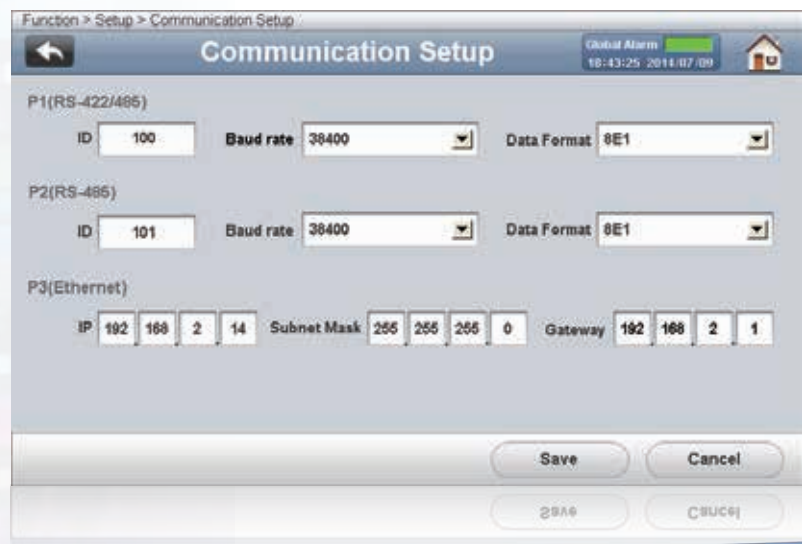 Function > Setup > Communication Setup
Communication Setup
Global Alarm
18:43:25 2014/07/09
P1(RS-422/485)
ID 100 Baud rate 38400 Data Format 8E1
P2(RS-485)
ID 101 Baud rate 38400 Data Format 8E1
P3(Ethernet)
IP 192 168 2 14 Subnet Mask 255 255 255 0 Gateway 192 168 2 1
Save Cancel